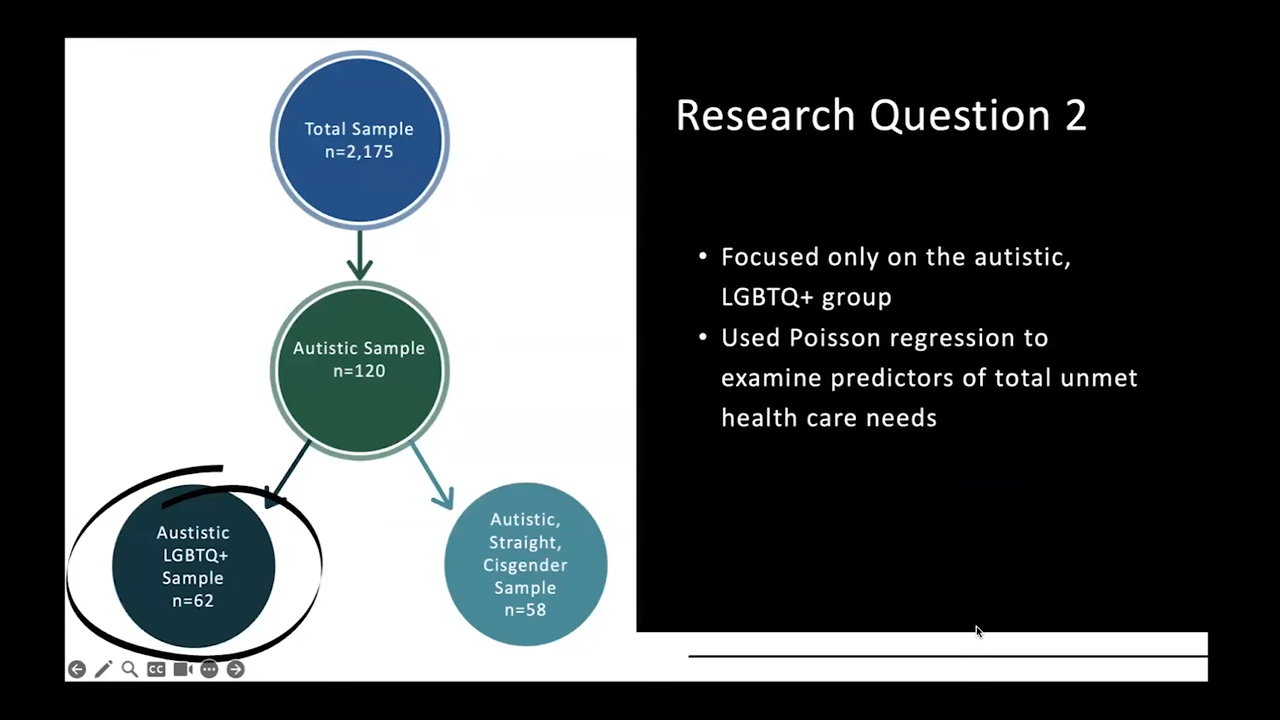 Total Sample
n=2,175
Autistic Sample
n=120
Austistic
LGBTQ+
Sample
n=62
Autistic,
Straight,
Cisgender
Sample
n=58
Research Question 2
• Focused only on the autistic,
LGBTQ+ group
• Used Poisson regression to
examine predictors of total unmet
health care needs
CC